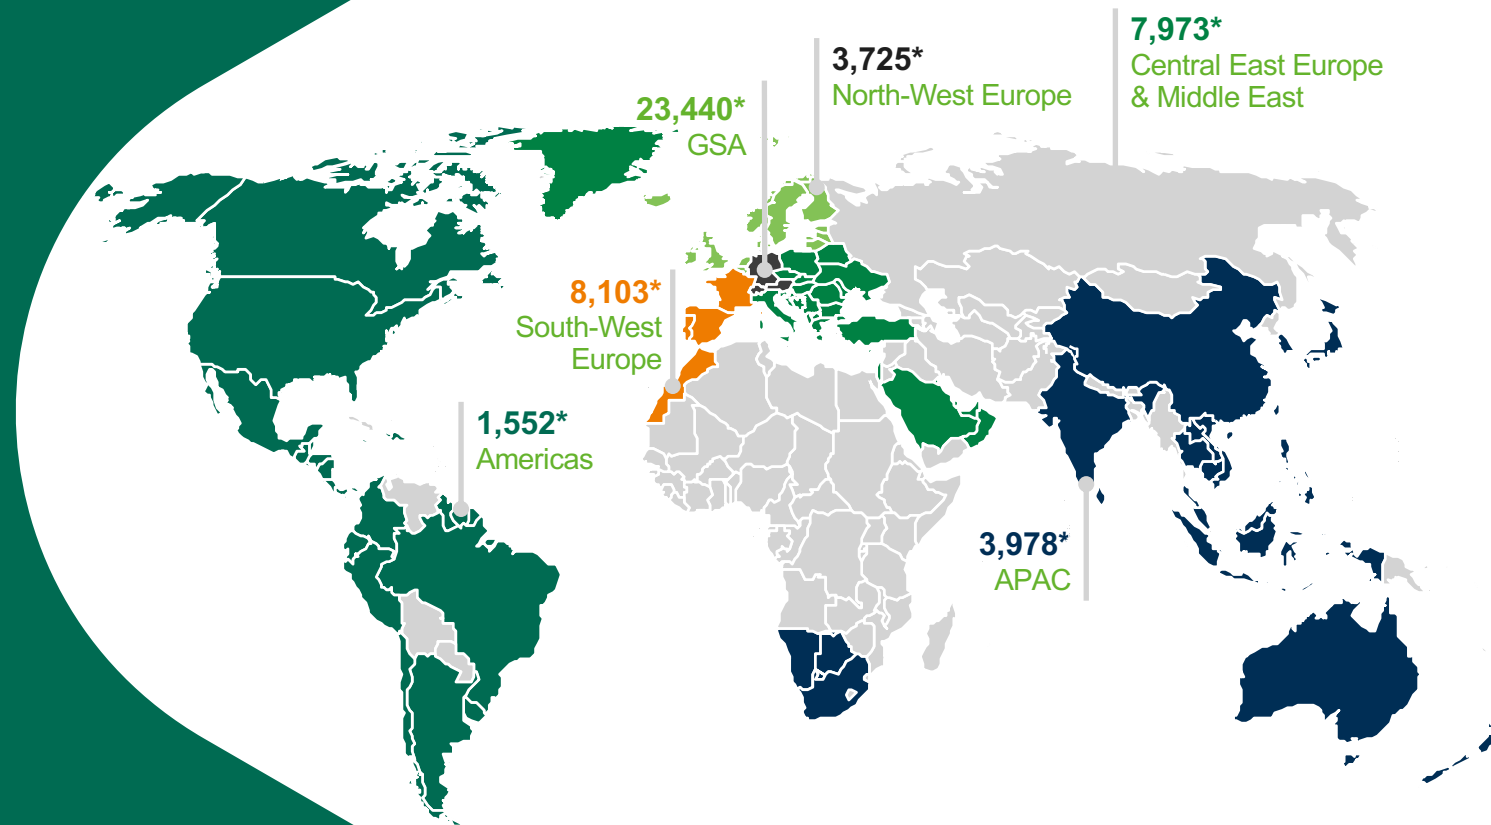 7,973*
Central East Europe
& Middle East
3,725*
North-West Europe
23,440*
GSA
8,103*
South-West
Europe
1,552*
Americas
3,978*
APAC